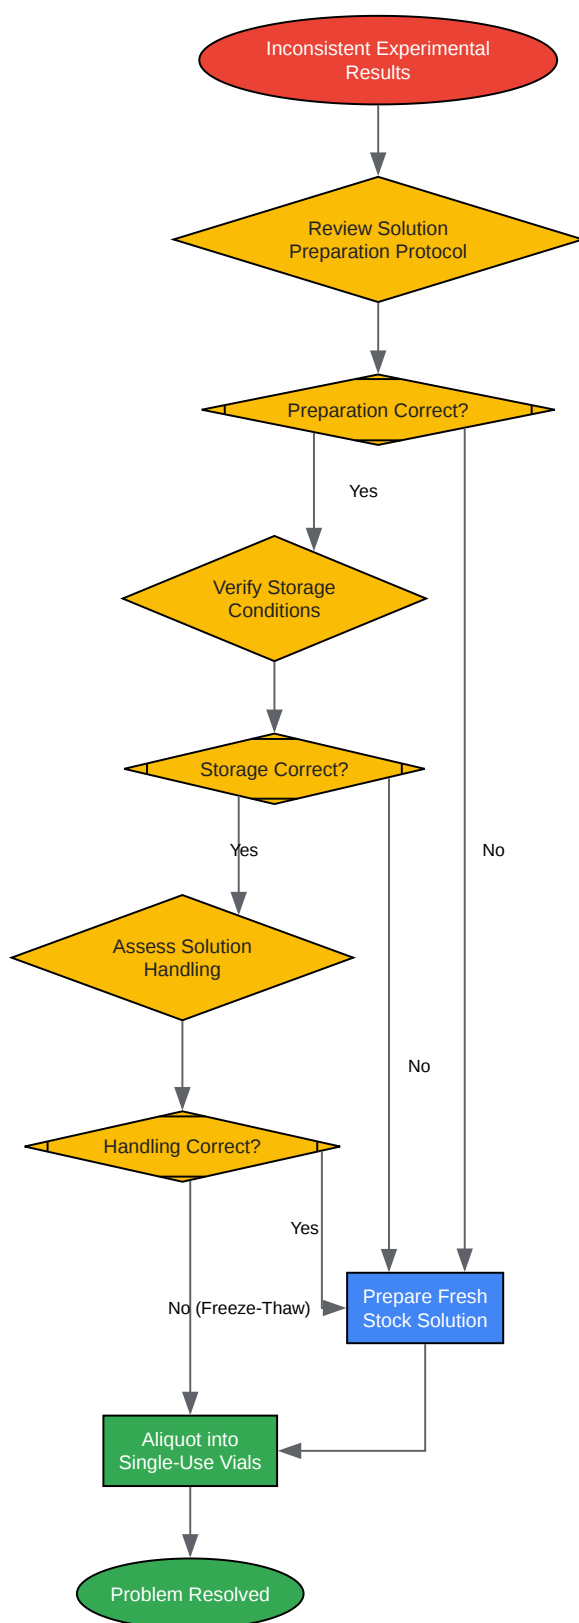 Inconsistent Experimental
Results
Review Solution
Preparation Protocol
Preparation Correct?
Yes
Verify Storage
Conditions
Storage Correct?
Yes
No
Assess Solution
Handling
No
Handling Correct?
Yes
No (Freeze-Thaw)
Prepare Fresh
Stock Solution
Aliquot into
Single-Use Vials
Problem Resolved